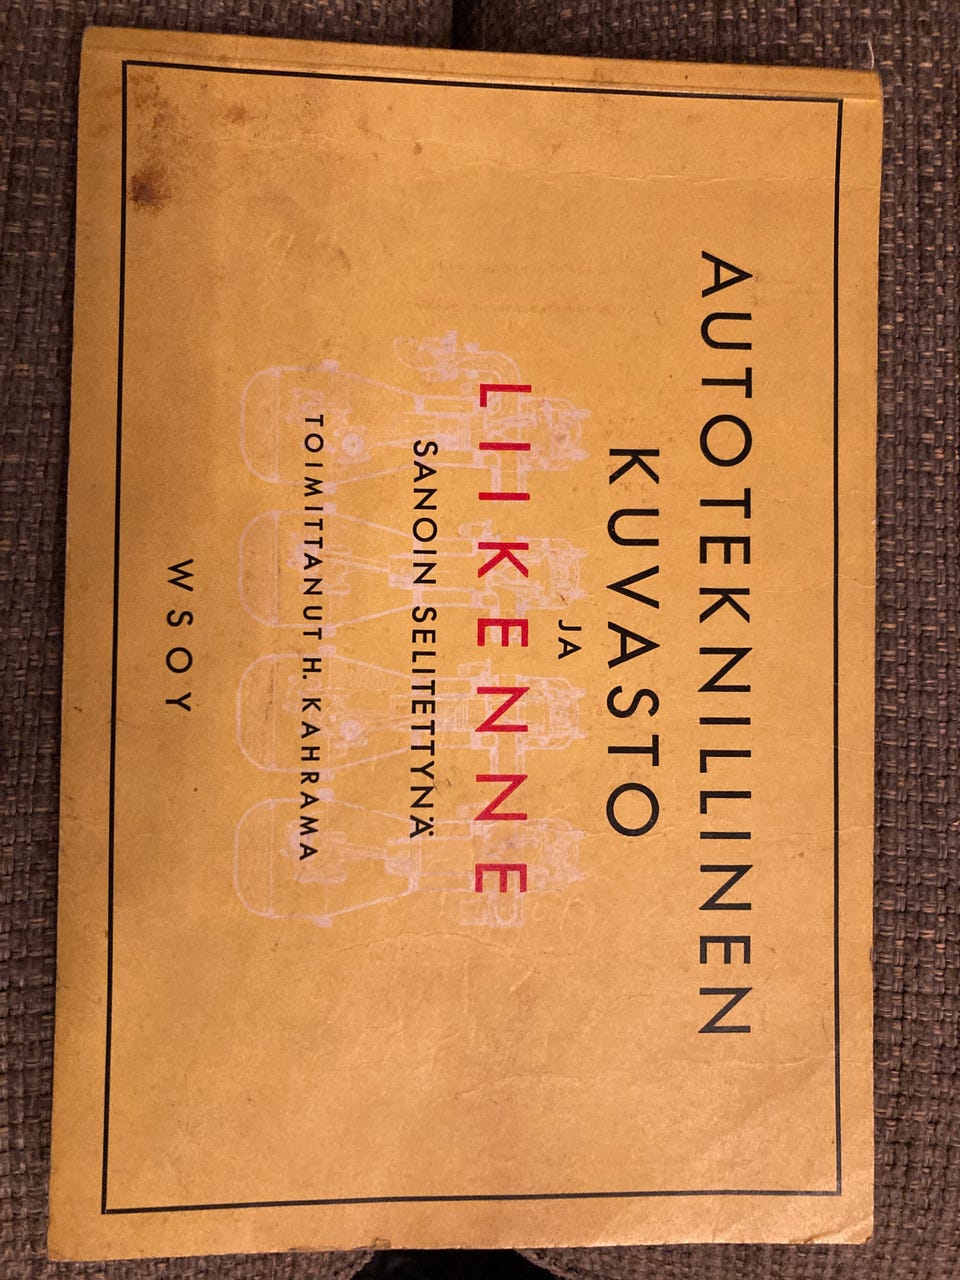 AUTOTEKNILLINEN
KUVASTO
JA
LIIKENNE
SANOIN SELITETTYNÄ
TOIMITTANUT H. KAHRAMA
WSOY